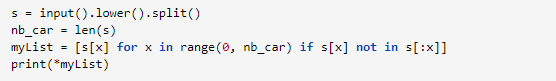 s = input().lower().split()
nb_car = len(s)
myList = [s[x] for x in range(0, nb_car) if s[x] not in s[:x]]
print(*myList)